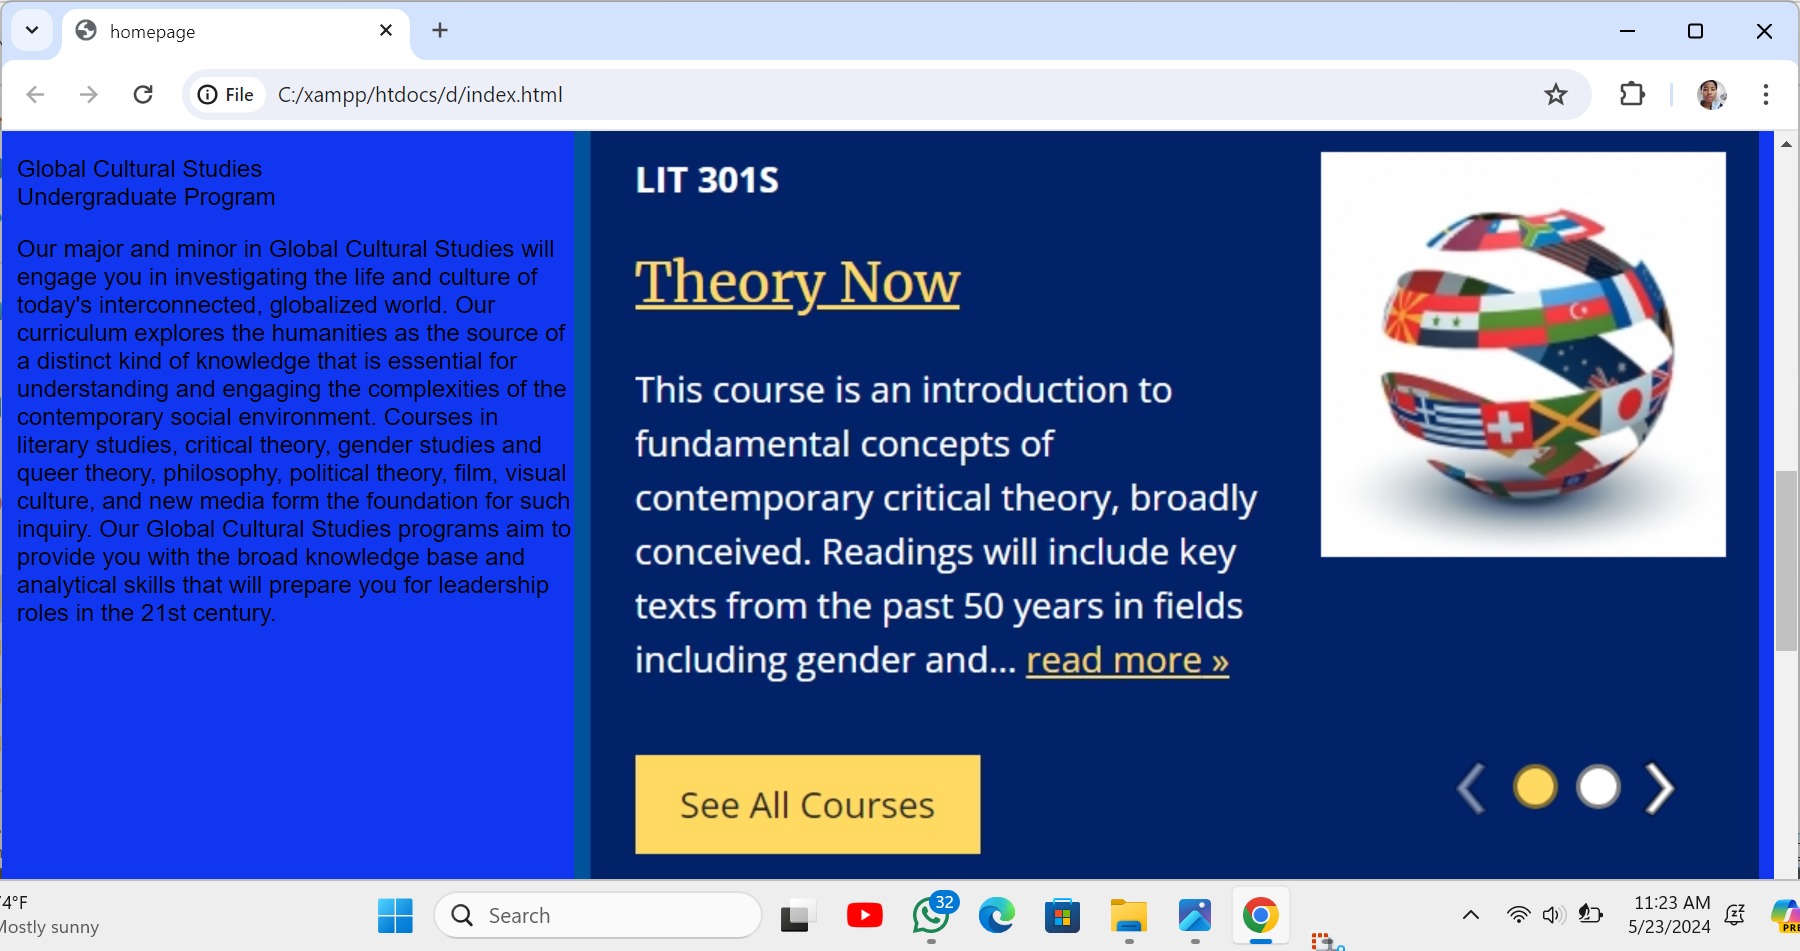 homepage
File
C:/xampp/htdocs/d/index.html
Global Cultural Studies
Undergraduate Program
Our major and minor in Global Cultural Studies will
engage you in investigating the life and culture of
today's interconnected, globalized world. Our
curriculum explores the humanities as the source of
a distinct kind of knowledge that is essential for
understanding and engaging the complexities of the
contemporary social environment. Courses in
literary studies, critical theory, gender studies and
queer theory, philosophy, political theory, film, visual
culture, and new media form the foundation for such
inquiry. Our Global Cultural Studies programs aim to
provide you with the broad knowledge base and
analytical skills that will prepare you for leadership
roles in the 21st century.
LIT 301S
Theory Now
This course is an introduction to
fundamental concepts of
contemporary critical theory, broadly
conceived. Readings will include key
texts from the past 50 years in fields
including gender and... read more »
See All Courses
4°F
Mostly sunny
Search
32
11:23 AM
5/23/2024
PRE